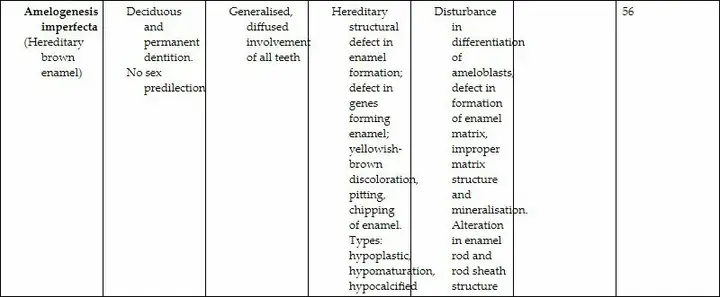 Amelogenesis
imperfecta
(Hereditary
brown
enamel)
Deciduous
and
permanent
dentition.
No sex
predilection
Generalised,
diffused
involvement
of all teeth
Hereditary
structural
defect in
enamel
formation;
defect in
genes
forming
enamel;
yellowish-
brown
discoloration,
pitting,
chipping
of enamel.
Types:
hypoplastic,
hypomaturation,
hypocalcified
Disturbance
in
differentiation
of
ameloblasts,
defect in
formation
of enamel
matrix,
improper
matrix
structure
and
mineralisation.
Alteration
in enamel
rod and
rod sheath
structure
56